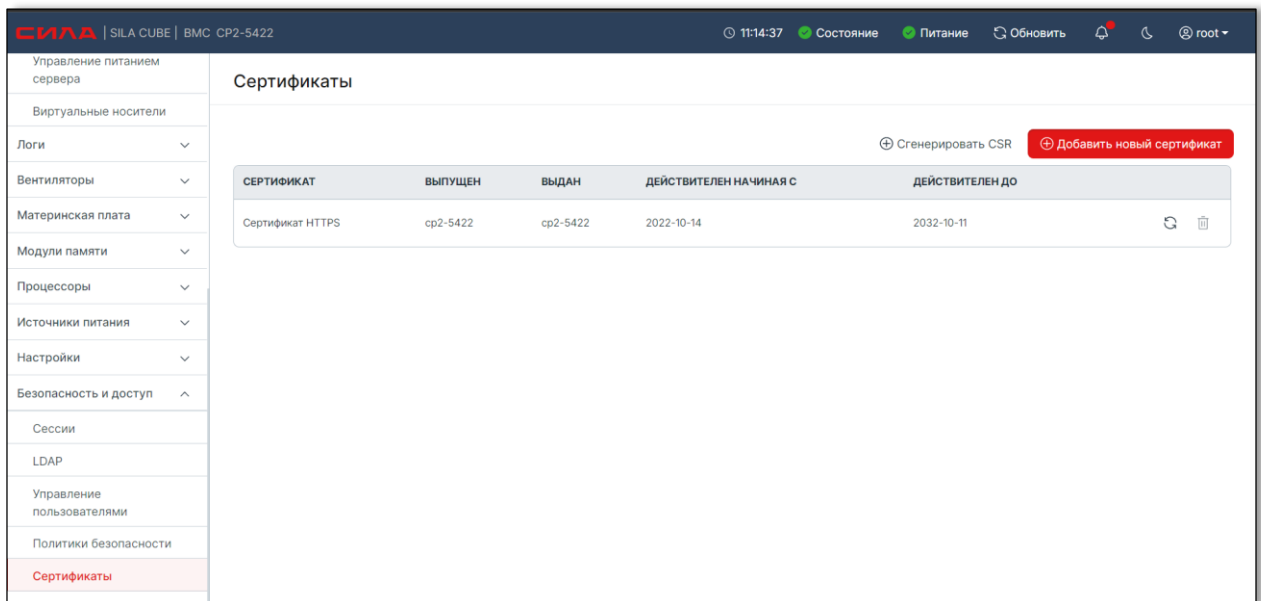 СИЛА | SILA CUBE | BMC CP2-5422
11:14:37 Состояние Питание Обновить root
Управление питанием
сервера
Виртуальные носители
Логи
Вентиляторы
Материнская плата
Модули памяти
Процессоры
Источники питания
Настройки
Безопасность и доступ
Сессии
LDAP
Управление
пользователями
Политики безопасности
Сертификаты
Сертификаты
Сгенерировать CSR Добавить новый сертификат
СЕРТИФИКАТ ВЫПУЩЕН ВЫДАН ДЕЙСТВИТЕЛЕН НАЧИНАЯ С ДЕЙСТВИТЕЛЕН ДО
Сертификат HTTPS cp2-5422 cp2-5422 2022-10-14 2032-10-11